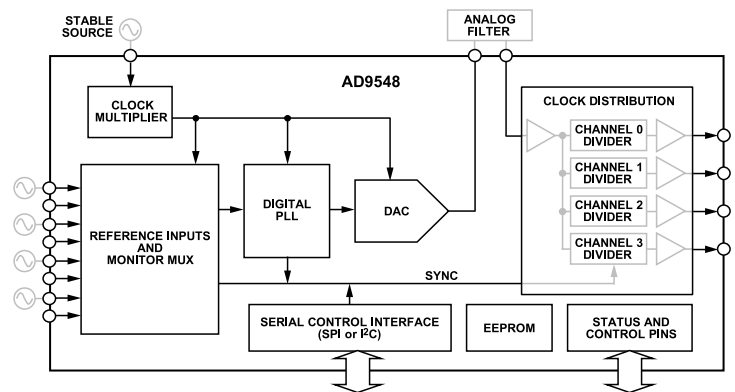 STABLE
SOURCE
ANALOG
FILTER
AD9548
CLOCK
MULTIPLIER
CLOCK DISTRIBUTION
CHANNEL 0
DIVIDER
CHANNEL 1
DIVIDER
CHANNEL 2
DIVIDER
CHANNEL 3
DIVIDER
REFERENCE INPUTS
AND
MONITOR MUX
DIGITAL
PLL
DAC
SYNC
SERIAL CONTROL INTERFACE
(SPI or I²C)
EEPROM
STATUS AND
CONTROL PINS